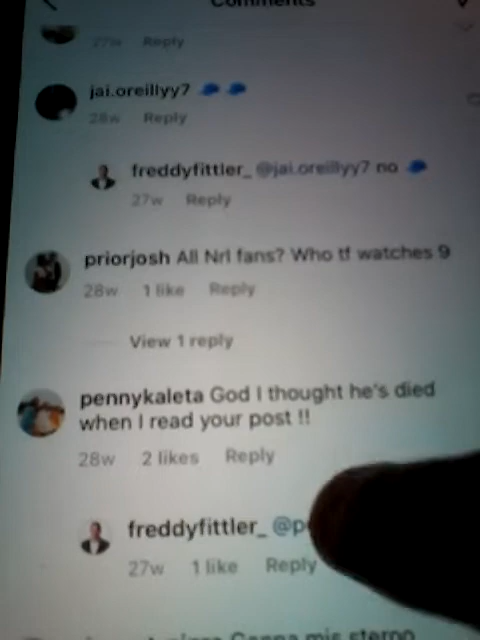 Comments
27w Reply
jai.oreillyy7
28w Reply
freddyfittler_ @jai.oreillyy7 no
27w Reply
priorjosh All Nrl fans? Who tf watches 9
28w 1 like Reply
View 1 reply
pennykaleta God I thought he's died
when I read your post !!
28w 2 likes Reply
freddyfittler_ @p
27w 1 like Reply